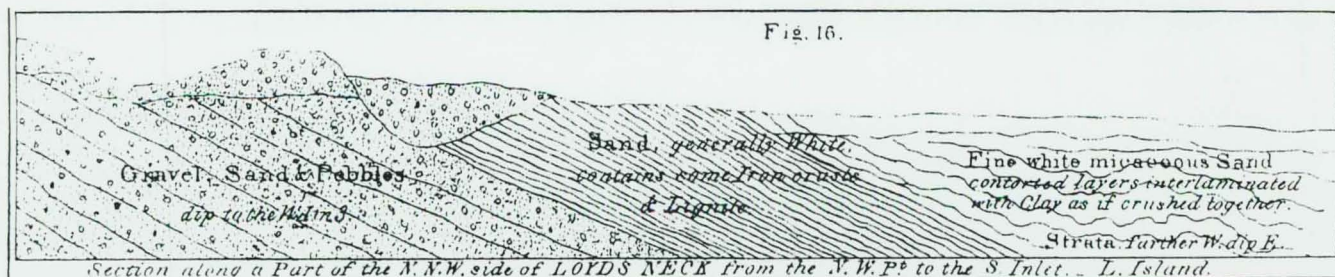 Fig. 16.
Gravel, Sand & Pebbles
dip to the W. 1 in 3.
Sand, generally White,
contains some Iron crusts
& Lignite.
Fine white micaceous Sand
contorted layers interlaminated
with Clay as if crushed together.
Strata further W. dip E.
Section along a Part of the N.N.W. side of LOYDS NECK from the N.W. Pt. to the S. Inlet. _ L. Island